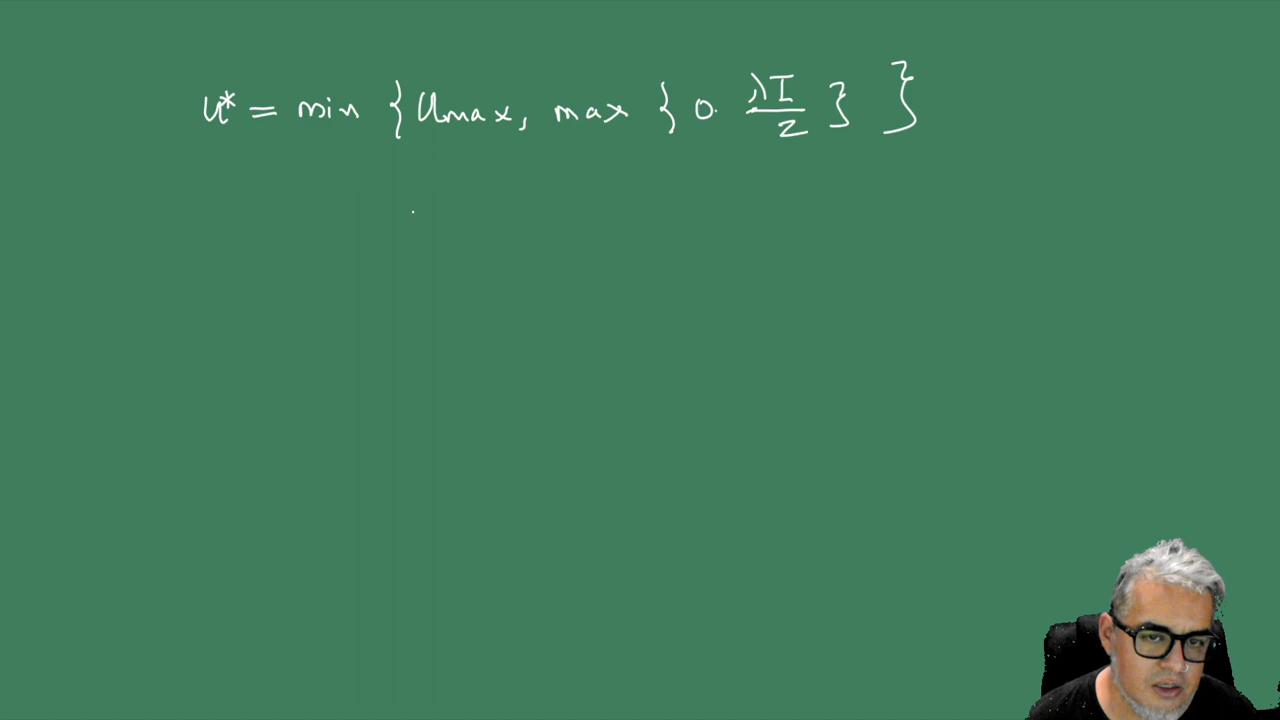 u* = min { Umax, max { 0. λI/2 } }